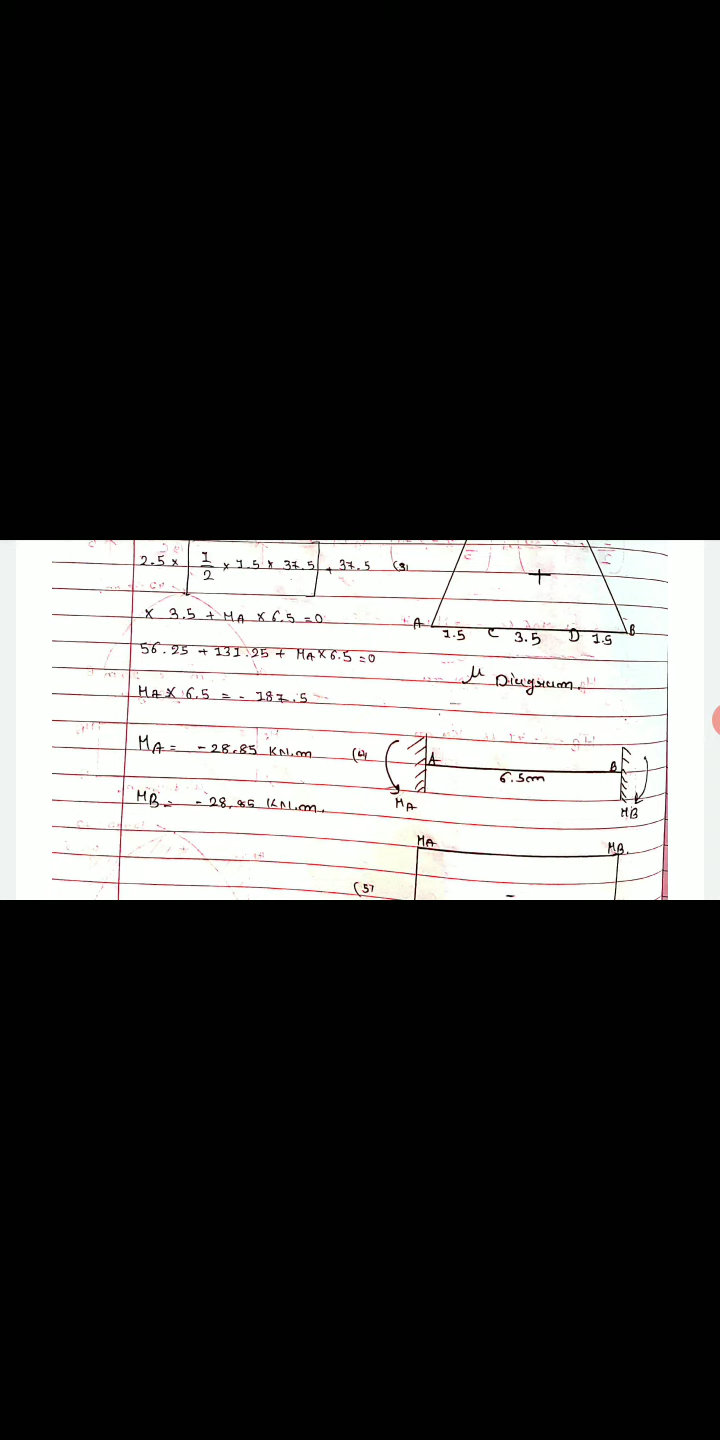 2.5 × 1/2 × 1.5 × 37.5 + 37.5 (3)
× 3.5 + MA × 6.5 = 0
A 1.5 C 3.5 D 1.5 B
+
56.25 + 131.25 + MA × 6.5 = 0
μ Diagram.
MA × 6.5 = - 187.5
MA = - 28.85 KN.m (4)
A B
6.5m
MA MB
MB = - 28.85 KN.m.
MA MB.
(5)
-